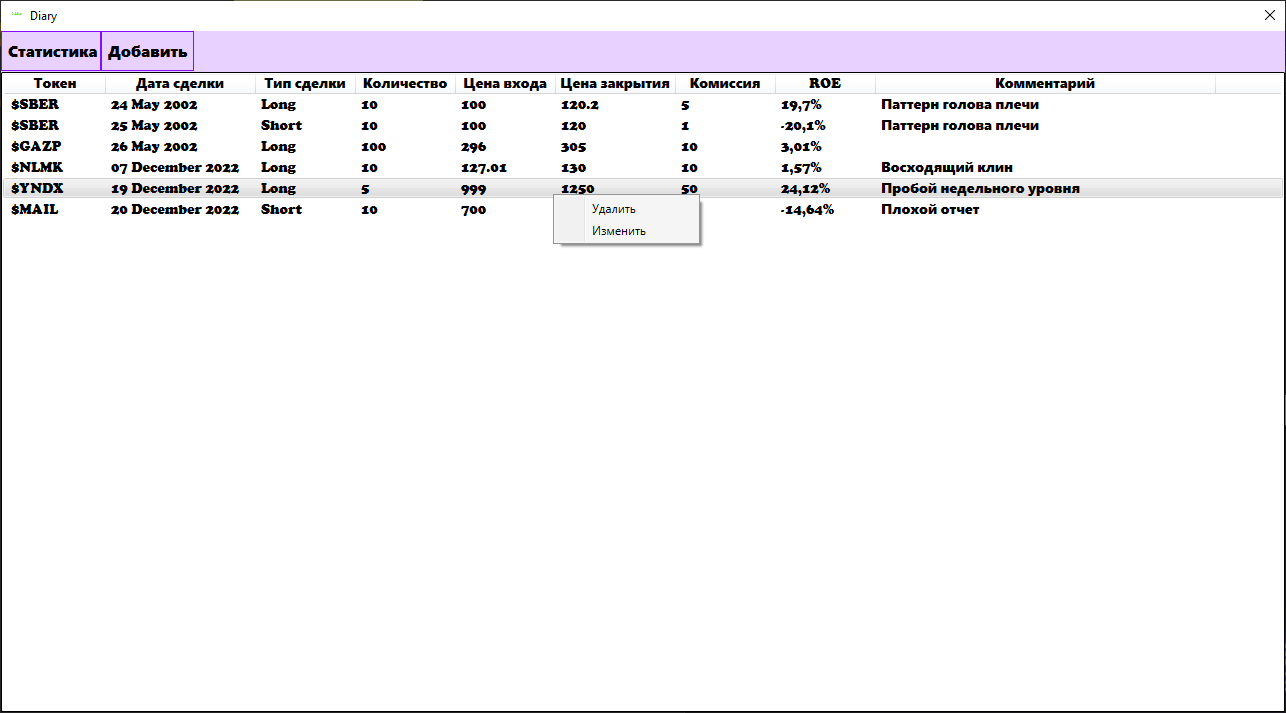 Diary
Статистика Добавить
Токен Дата сделки Тип сделки Количество Цена входа Цена закрытия Комиссия ROE Комментарий
$SBER 24 May 2002 Long 10 100 120.2 5 19,7% Паттерн голова плечи
$SBER 25 May 2002 Short 10 100 120 1 -20,1% Паттерн голова плечи
$GAZP 26 May 2002 Long 100 296 305 10 3,01%
$NLMK 07 December 2022 Long 10 127.01 130 10 1,57% Восходящий клин
$YNDX 19 December 2022 Long 5 999 1250 50 24,12% Пробой недельного уровня
$MAIL 20 December 2022 Short 10 700 -14,64% Плохой отчет
Удалить
Изменить